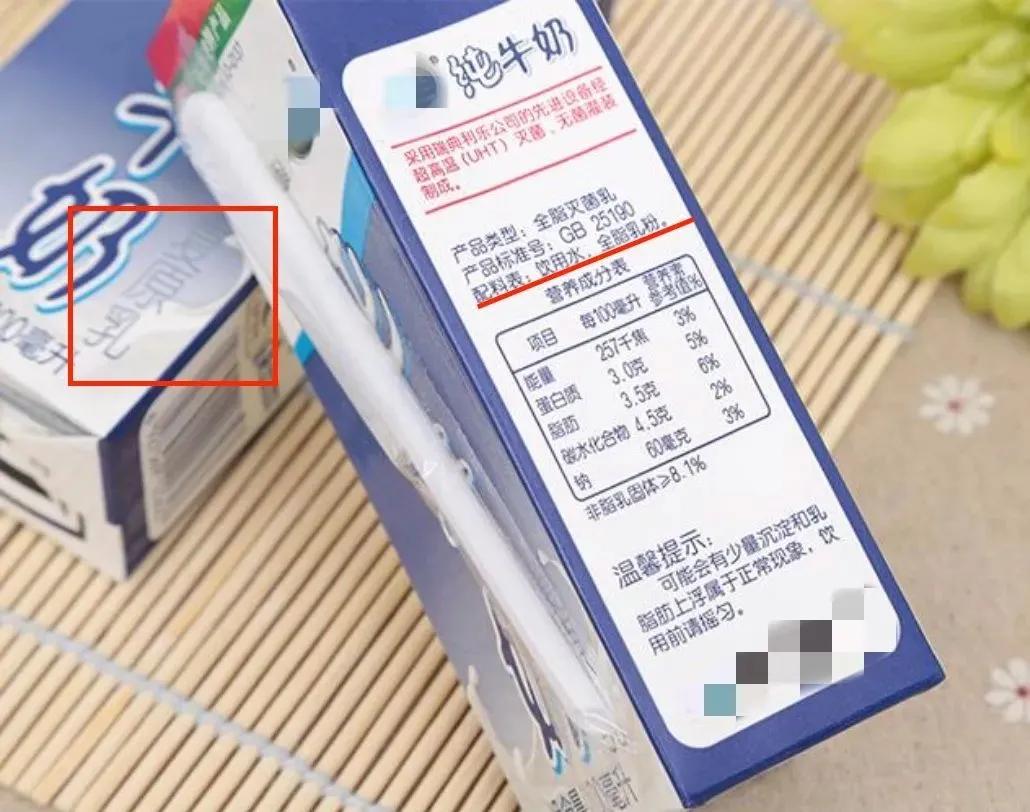 纯牛奶
采用瑞典利乐公司的先进设备经
超高温(UHT)灭菌、无菌灌装
制成。
产品类型：全脂灭菌乳
产品标准号：GB 25190
配料表：饮用水、全脂乳粉。
营养成分表
项目 每100毫升 营养素参考值%
能量 257千焦 3%
蛋白质 3.0克 5%
脂肪 3.5克 6%
碳水化合物 4.5克 2%
钠 60毫克 3%
非脂乳固体≥8.1%
温馨提示：
可能会有少量沉淀和乳
脂肪上浮属于正常现象，饮
用前请摇匀。
复原乳
00毫升